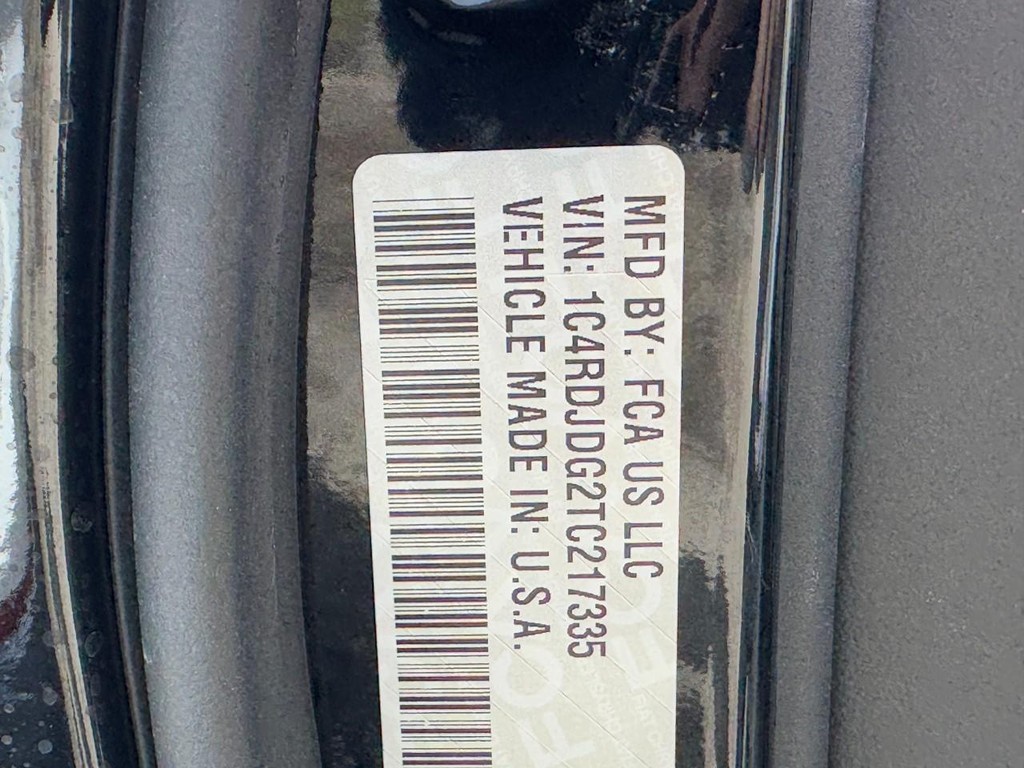 MFD BY: FCA US LLC
VIN: 1C4RDJDG2TC217335
VEHICLE MADE IN: U.S.A.